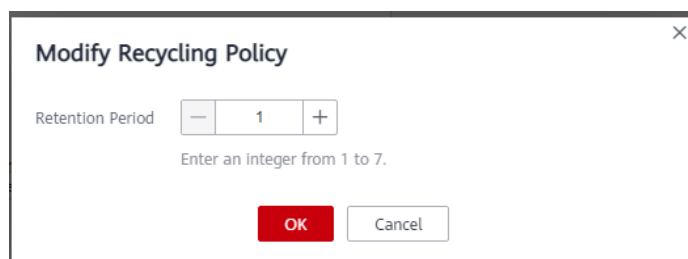 Modify Recycling Policy
Retention Period
1
Enter an integer from 1 to 7.
OK
Cancel